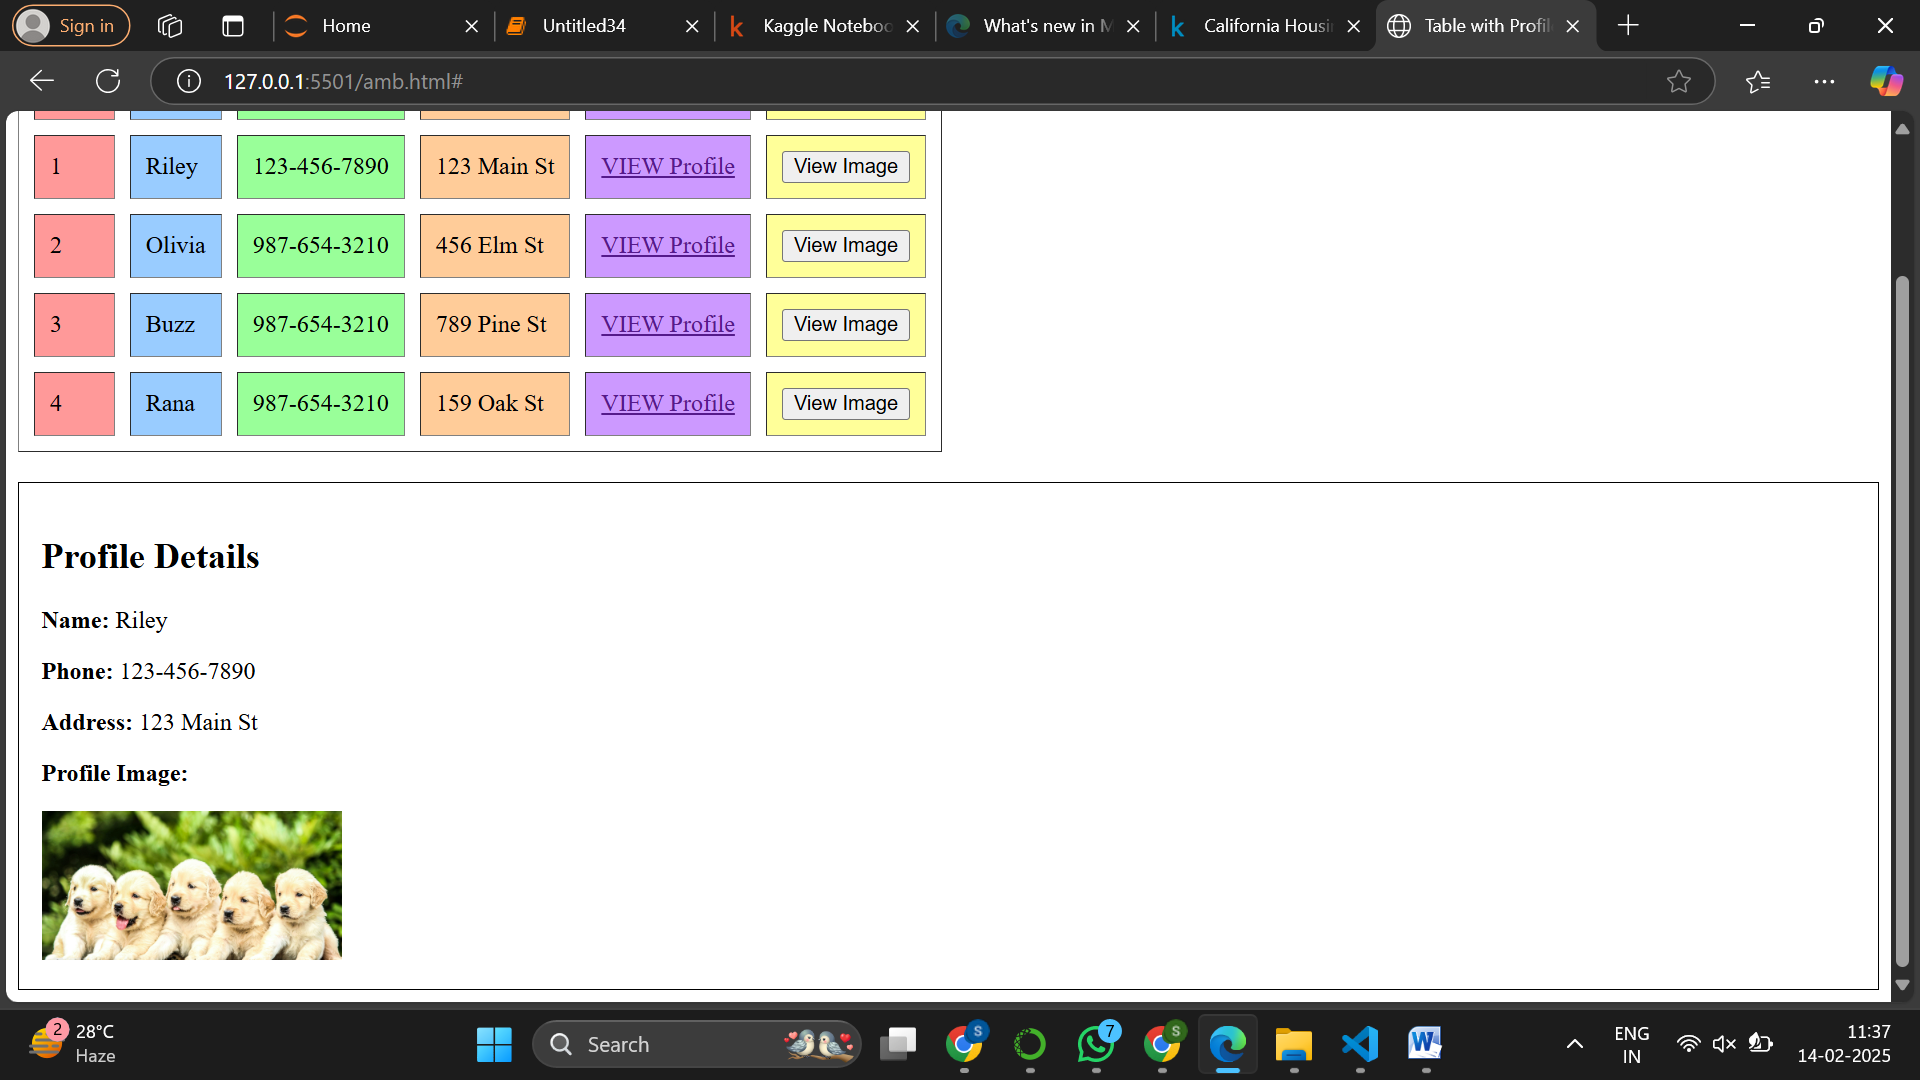 Sign in
Home
Untitled34
Kaggle Noteboo
What's new in M
California Housi
Table with Profil
127.0.0.1:5501/amb.html#
1 Riley 123-456-7890 123 Main St VIEW Profile View Image
2 Olivia 987-654-3210 456 Elm St VIEW Profile View Image
3 Buzz 987-654-3210 789 Pine St VIEW Profile View Image
4 Rana 987-654-3210 159 Oak St VIEW Profile View Image
Profile Details
Name: Riley
Phone: 123-456-7890
Address: 123 Main St
Profile Image:
2
28°C
Haze
Search
S
7
S
W
ENG
IN
11:37
14-02-2025